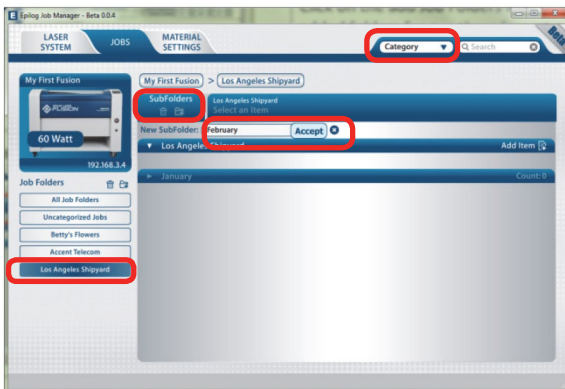 Epilog Job Manager - Beta 0.0.4
LASER SYSTEM
JOBS
MATERIAL SETTINGS
Category
Search
Beta
My First Fusion
FUSION
60 Watt
192.168.3.4
My First Fusion > Los Angeles Shipyard
SubFolders
Los Angeles Shipyard
Select an Item
New SubFolder: February Accept
Los Angeles Shipyard Add Item
January Count: 0
Job Folders
All Job Folders
Uncategorized Jobs
Betty's Flowers
Accent Telecom
Los Angeles Shipyard